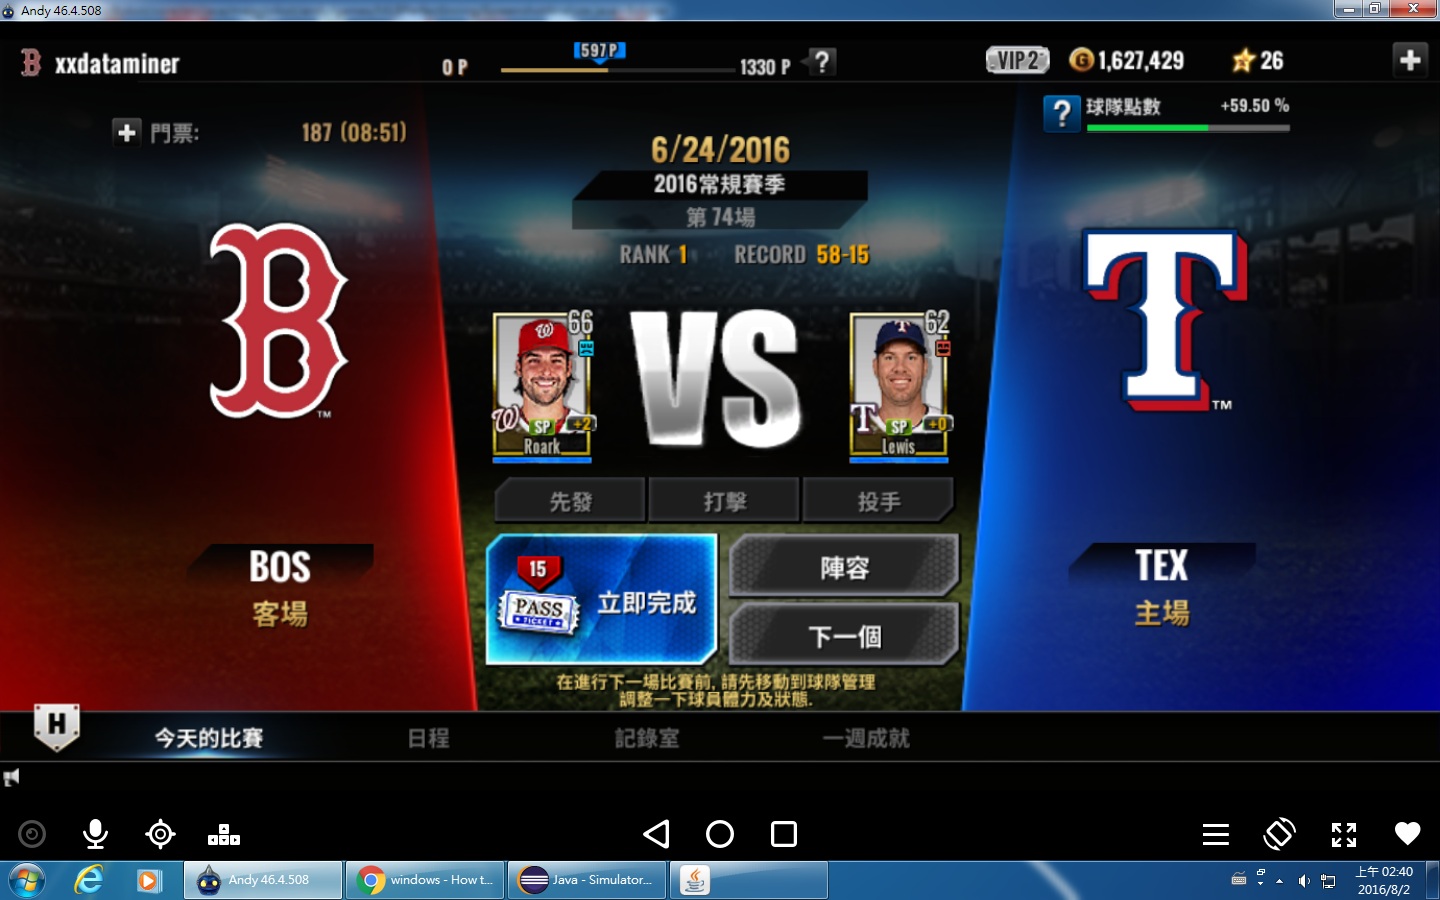 Andy 46.4.508
B xxdataminer
0 P
597 P
1330 P
?
VIP 2
G 1,627,429
26
門票:
187 (08:51)
?
球隊點數
+59.50 %
6/24/2016
2016常規賽季
第 74場
RANK 1
RECORD 58-15
B
TM
66
W
SP
+2
Roark
VS
62
T
SP
+0
Lewis
T
TM
先發
打擊
投手
BOS
客場
15
PASS
TICKET
立即完成
陣容
下一個
TEX
主場
在進行下一場比賽前, 請先移動到球隊管理
調整一下球員體力及狀態.
H
今天的比賽
日程
記錄室
一週成就
Andy 46.4.508
windows - How t...
Java - Simulator...
上午 02:40
2016/8/2